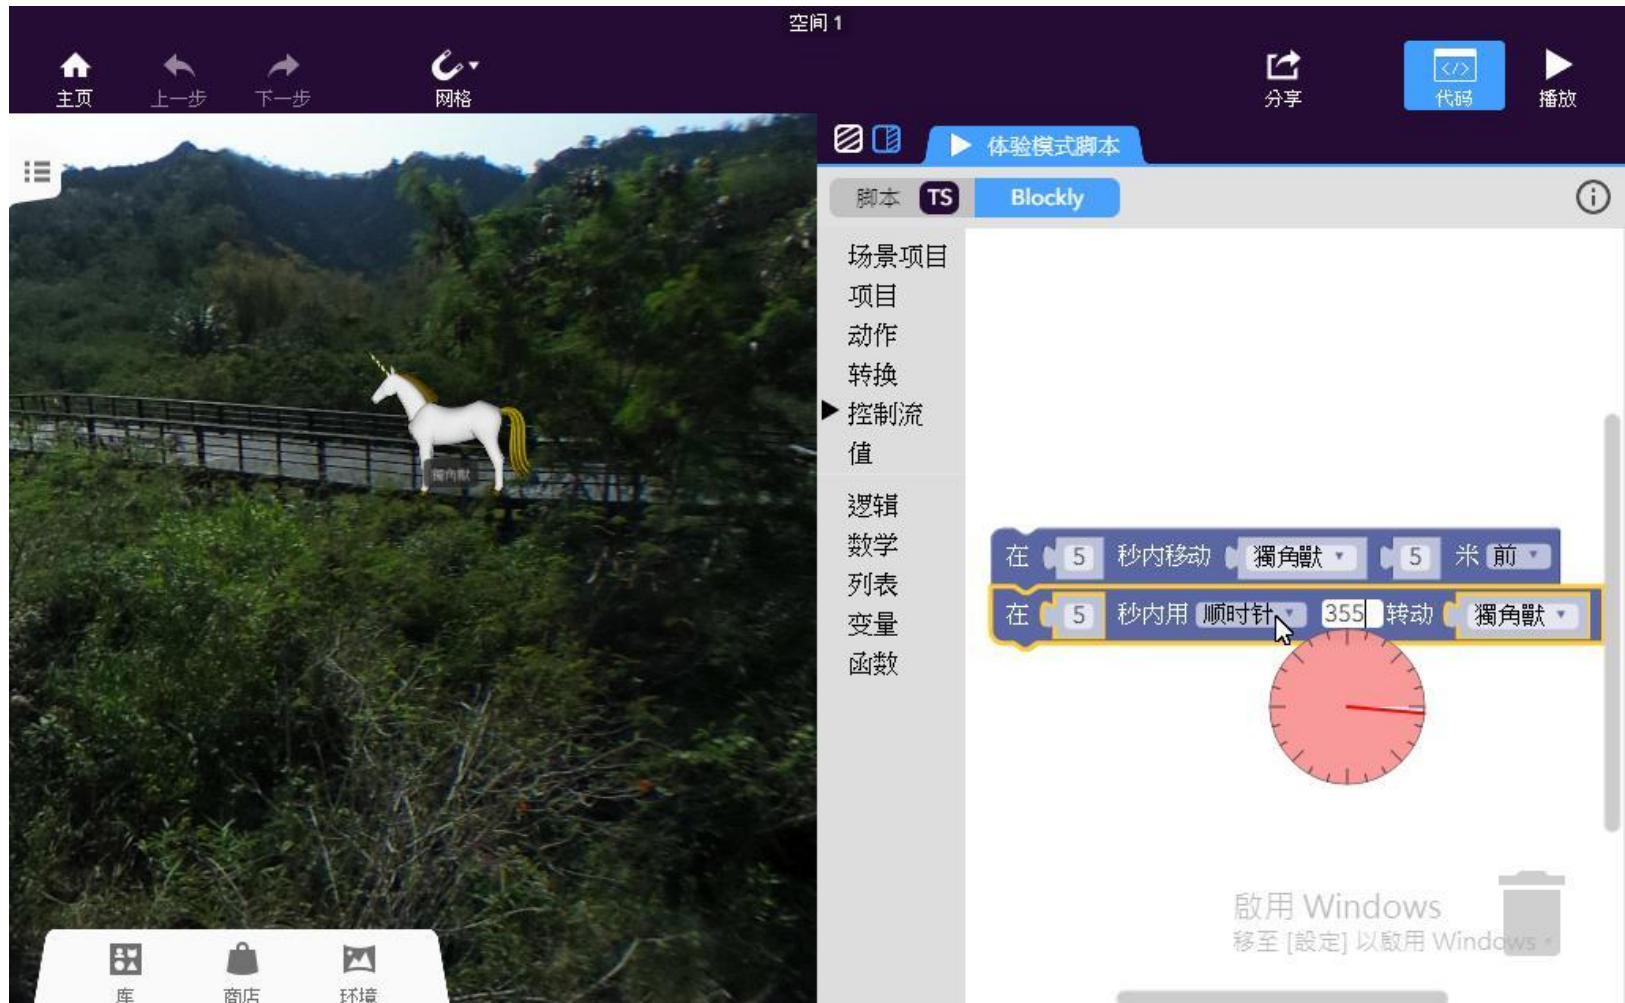 空间 1
主页
上一步
下一步
网格
分享
</>
代码
播放
体验模式脚本
脚本 TS Blockly
场景项目
项目
动作
转换
控制流
值
逻辑
数学
列表
变量
函数
在 5 秒内移动 獨角獸 5 米 前
在 5 秒内用 顺时针 355 转动 獨角獸
獨角獸
啟用 Windows
移至 [設定] 以啟用 Windows。
库
商店
环境